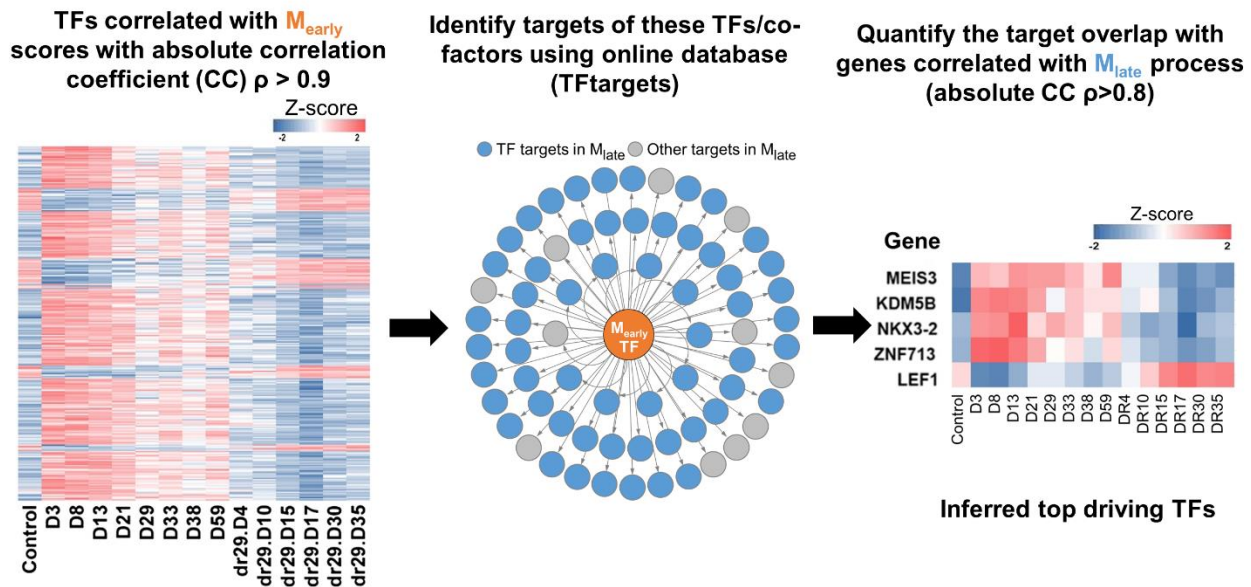 TFs correlated with Mearly
scores with absolute correlation
coefficient (CC) ρ > 0.9
Z-score
-2
2
Control
D3
D8
D13
D21
D29
D33
D38
D59
dr29.D4
dr29.D10
dr29.D15
dr29.D17
dr29.D30
dr29.D35
Identify targets of these TFs/co-
factors using online database
(TFtargets)
TF targets in Mlate
Other targets in Mlate
Mearly
TF
Quantify the target overlap with
genes correlated with Mlate process
(absolute CC ρ>0.8)
Z-score
-2
2
Gene
MEIS3
KDM5B
NKX3-2
ZNF713
LEF1
Control
D3
D8
D13
D21
D29
D33
D38
D59
DR4
DR10
DR15
DR17
DR30
DR35
Inferred top driving TFs